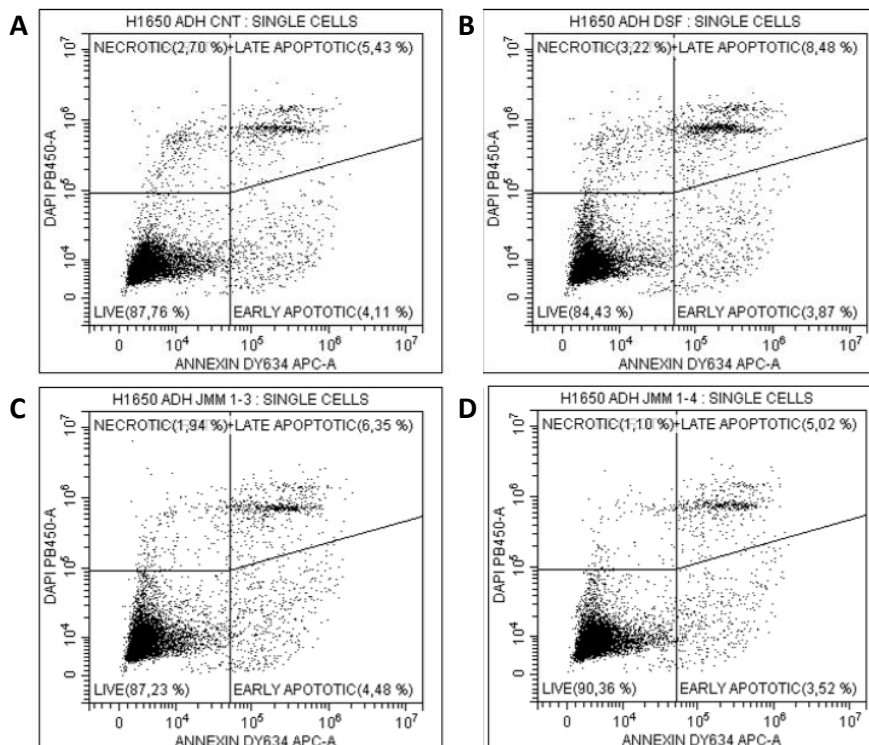 A
H1650 ADH CNT : SINGLE CELLS
NECROTIC(2,70 %)+LATE APOPTOTIC(5,43 %)
DAPI PB450-A
10^7
10^6
10^5
10^4
0
LIVE(87,76 %) EARLY APOTOTIC(4,11 %)
0 10^4 10^5 10^6 10^7
ANNEXIN DY634 APC-A
B
H1650 ADH DSF : SINGLE CELLS
NECROTIC(3,22 %)+LATE APOPTOTIC(8,48 %)
DAPI PB450-A
10^7
10^6
10^5
10^4
0
LIVE(84,43 %) EARLY APOTOTIC(3,87 %)
0 10^4 10^5 10^6 10^7
ANNEXIN DY634 APC-A
C
H1650 ADH JMM 1-3 : SINGLE CELLS
NECROTIC(1,94 %)+LATE APOPTOTIC(6,35 %)
DAPI PB450-A
10^7
10^6
10^5
10^4
0
LIVE(87,23 %) EARLY APOTOTIC(4,48 %)
0 10^4 10^5 10^6 10^7
ANNEXIN DY634 APC-A
D
H1650 ADH JMM 1-4 : SINGLE CELLS
NECROTIC(1,10 %)+LATE APOPTOTIC(5,02 %)
DAPI PB450-A
10^7
10^6
10^5
10^4
0
LIVE(90,36 %) EARLY APOTOTIC(3,52 %)
0 10^4 10^5 10^6 10^7
ANNEXIN DY634 APC-A